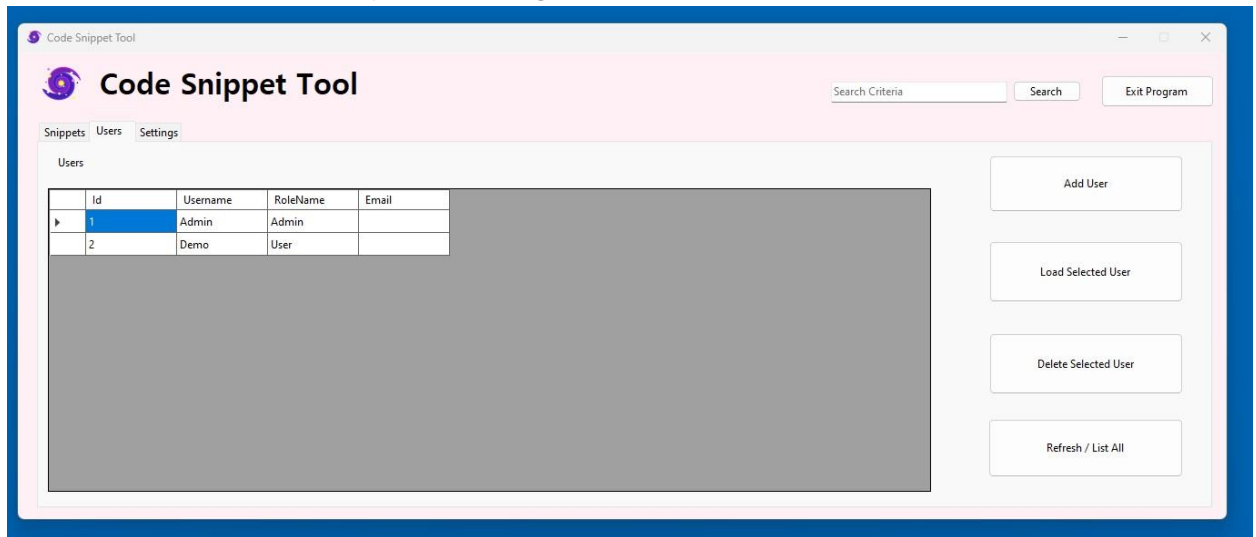 Code Snippet Tool
Code Snippet Tool
Search Criteria
Search
Exit Program
Snippets Users Settings
Users
Id Username RoleName Email
1 Admin Admin
2 Demo User
Add User
Load Selected User
Delete Selected User
Refresh / List All